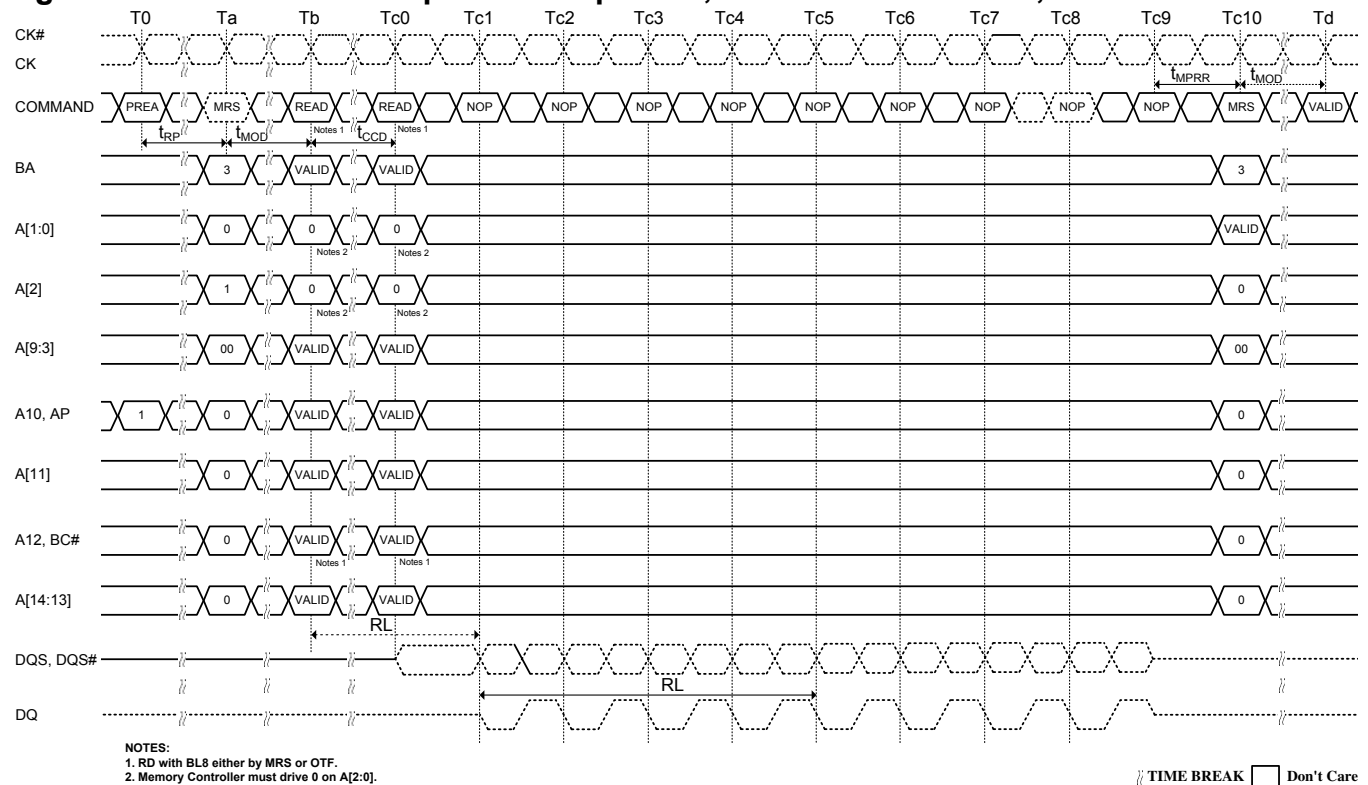 T0 Ta Tb Tc0 Tc1 Tc2 Tc3 Tc4 Tc5 Tc6 Tc7 Tc8 Tc9 Tc10 Td
CK#
CK
tMPRR tMOD
COMMAND PREA MRS READ READ NOP NOP NOP NOP NOP NOP NOP NOP NOP MRS VALID
Notes 1 Notes 1
tRP tMOD tCCD
BA 3 VALID VALID 3
A[1:0] 0 0 0 VALID
Notes 2 Notes 2
A[2] 1 0 0 0
Notes 2 Notes 2
A[9:3] 00 VALID VALID 00
A10, AP 1 0 VALID VALID 0
A[11] 0 VALID VALID 0
A12, BC# 0 VALID VALID 0
Notes 1 Notes 1
A[14:13] 0 VALID VALID 0
RL
DQS, DQS#
RL
DQ
NOTES:
1. RD with BL8 either by MRS or OTF.
2. Memory Controller must drive 0 on A[2:0].
TIME BREAK Don't Care